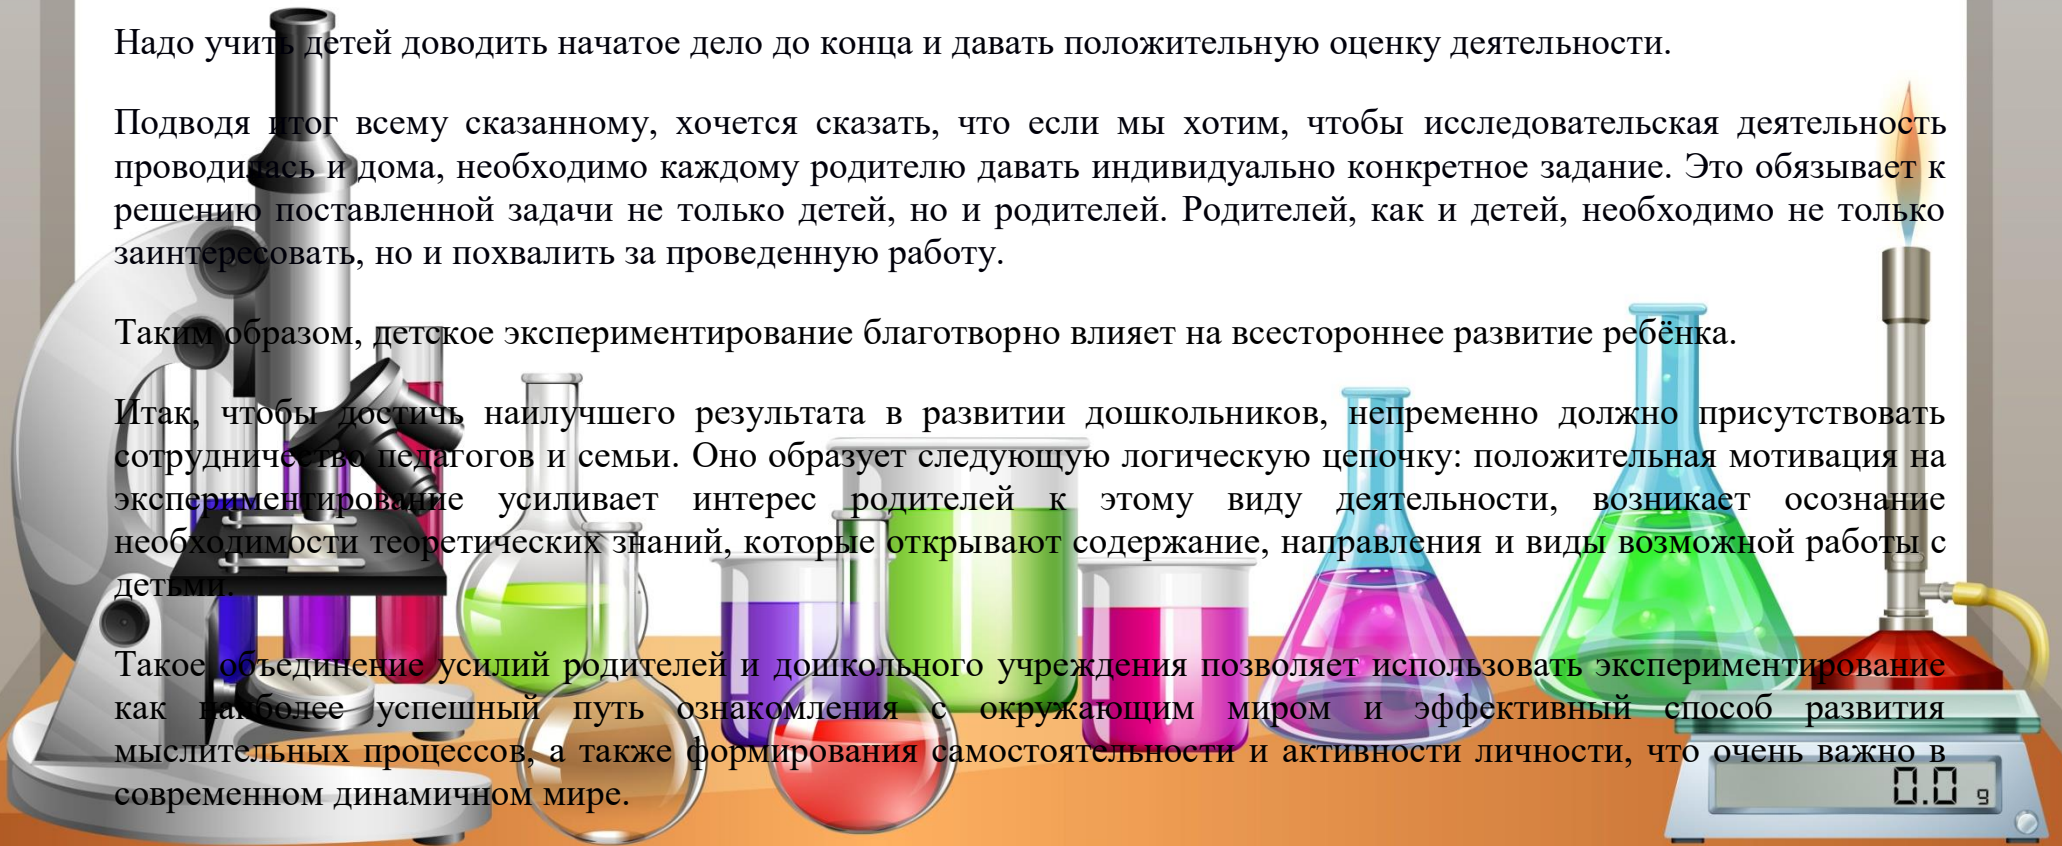 Надо учить детей доводить начатое дело до конца и давать положительную оценку деятельности.
Подводя итог всему сказанному, хочется сказать, что если мы хотим, чтобы исследовательская деятельность
проводилась и дома, необходимо каждому родителю давать индивидуально конкретное задание. Это обязывает к
решению поставленной задачи не только детей, но и родителей. Родителей, как и детей, необходимо не только
заинтересовать, но и похвалить за проведенную работу.
Таким образом, детское экспериментирование благотворно влияет на всестороннее развитие ребёнка.
Итак, чтобы достичь наилучшего результата в развитии дошкольников, непременно должно присутствовать
сотрудничество педагогов и семьи. Оно образует следующую логическую цепочку: положительная мотивация на
экспериментирование усиливает интерес родителей к этому виду деятельности, возникает осознание
необходимости теоретических знаний, которые открывают содержание, направления и виды возможной работы с
детьми.
Такое объединение усилий родителей и дошкольного учреждения позволяет использовать экспериментирование
как наиболее успешный путь ознакомления с окружающим миром и эффективный способ развития
мыслительных процессов, а также формирования самостоятельности и активности личности, что очень важно в
современном динамичном мире.
0.0 g